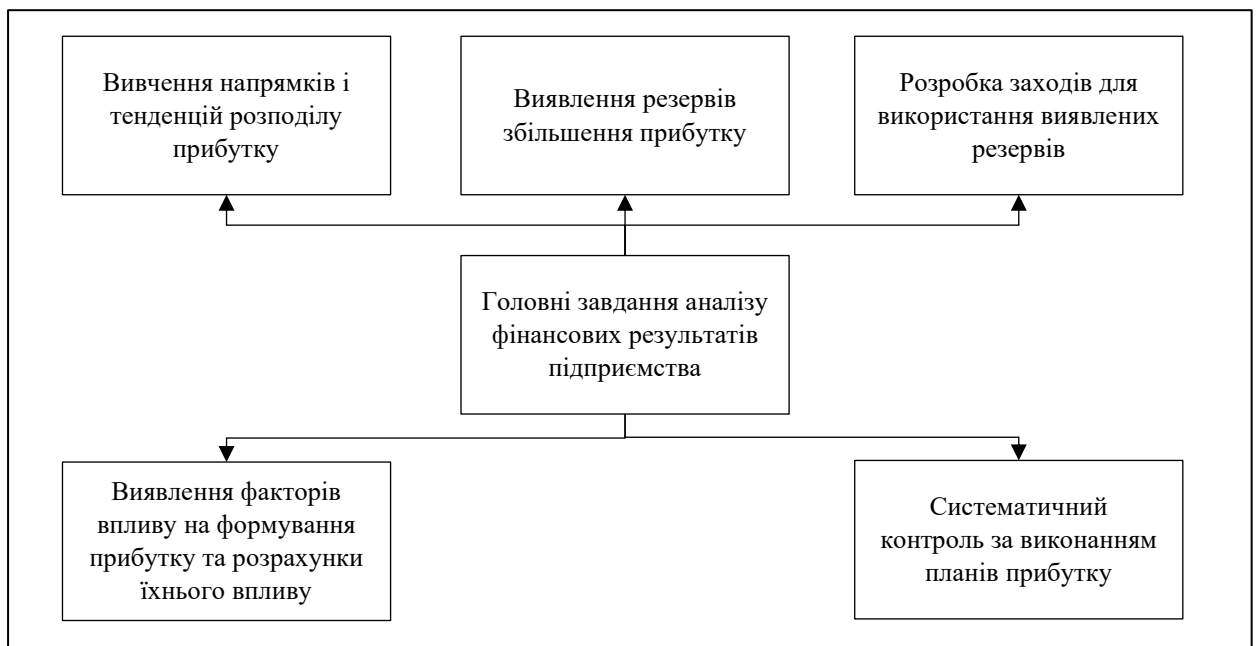 Вивчення напрямків і
тенденцій розподілу
прибутку
Виявлення резервів
збільшення прибутку
Розробка заходів для
використання виявлених
резервів
Головні завдання аналізу
фінансових результатів
підприємства
Виявлення факторів
впливу на формування
прибутку та розрахунки
їхнього впливу
Систематичний
контроль за виконанням
планів прибутку